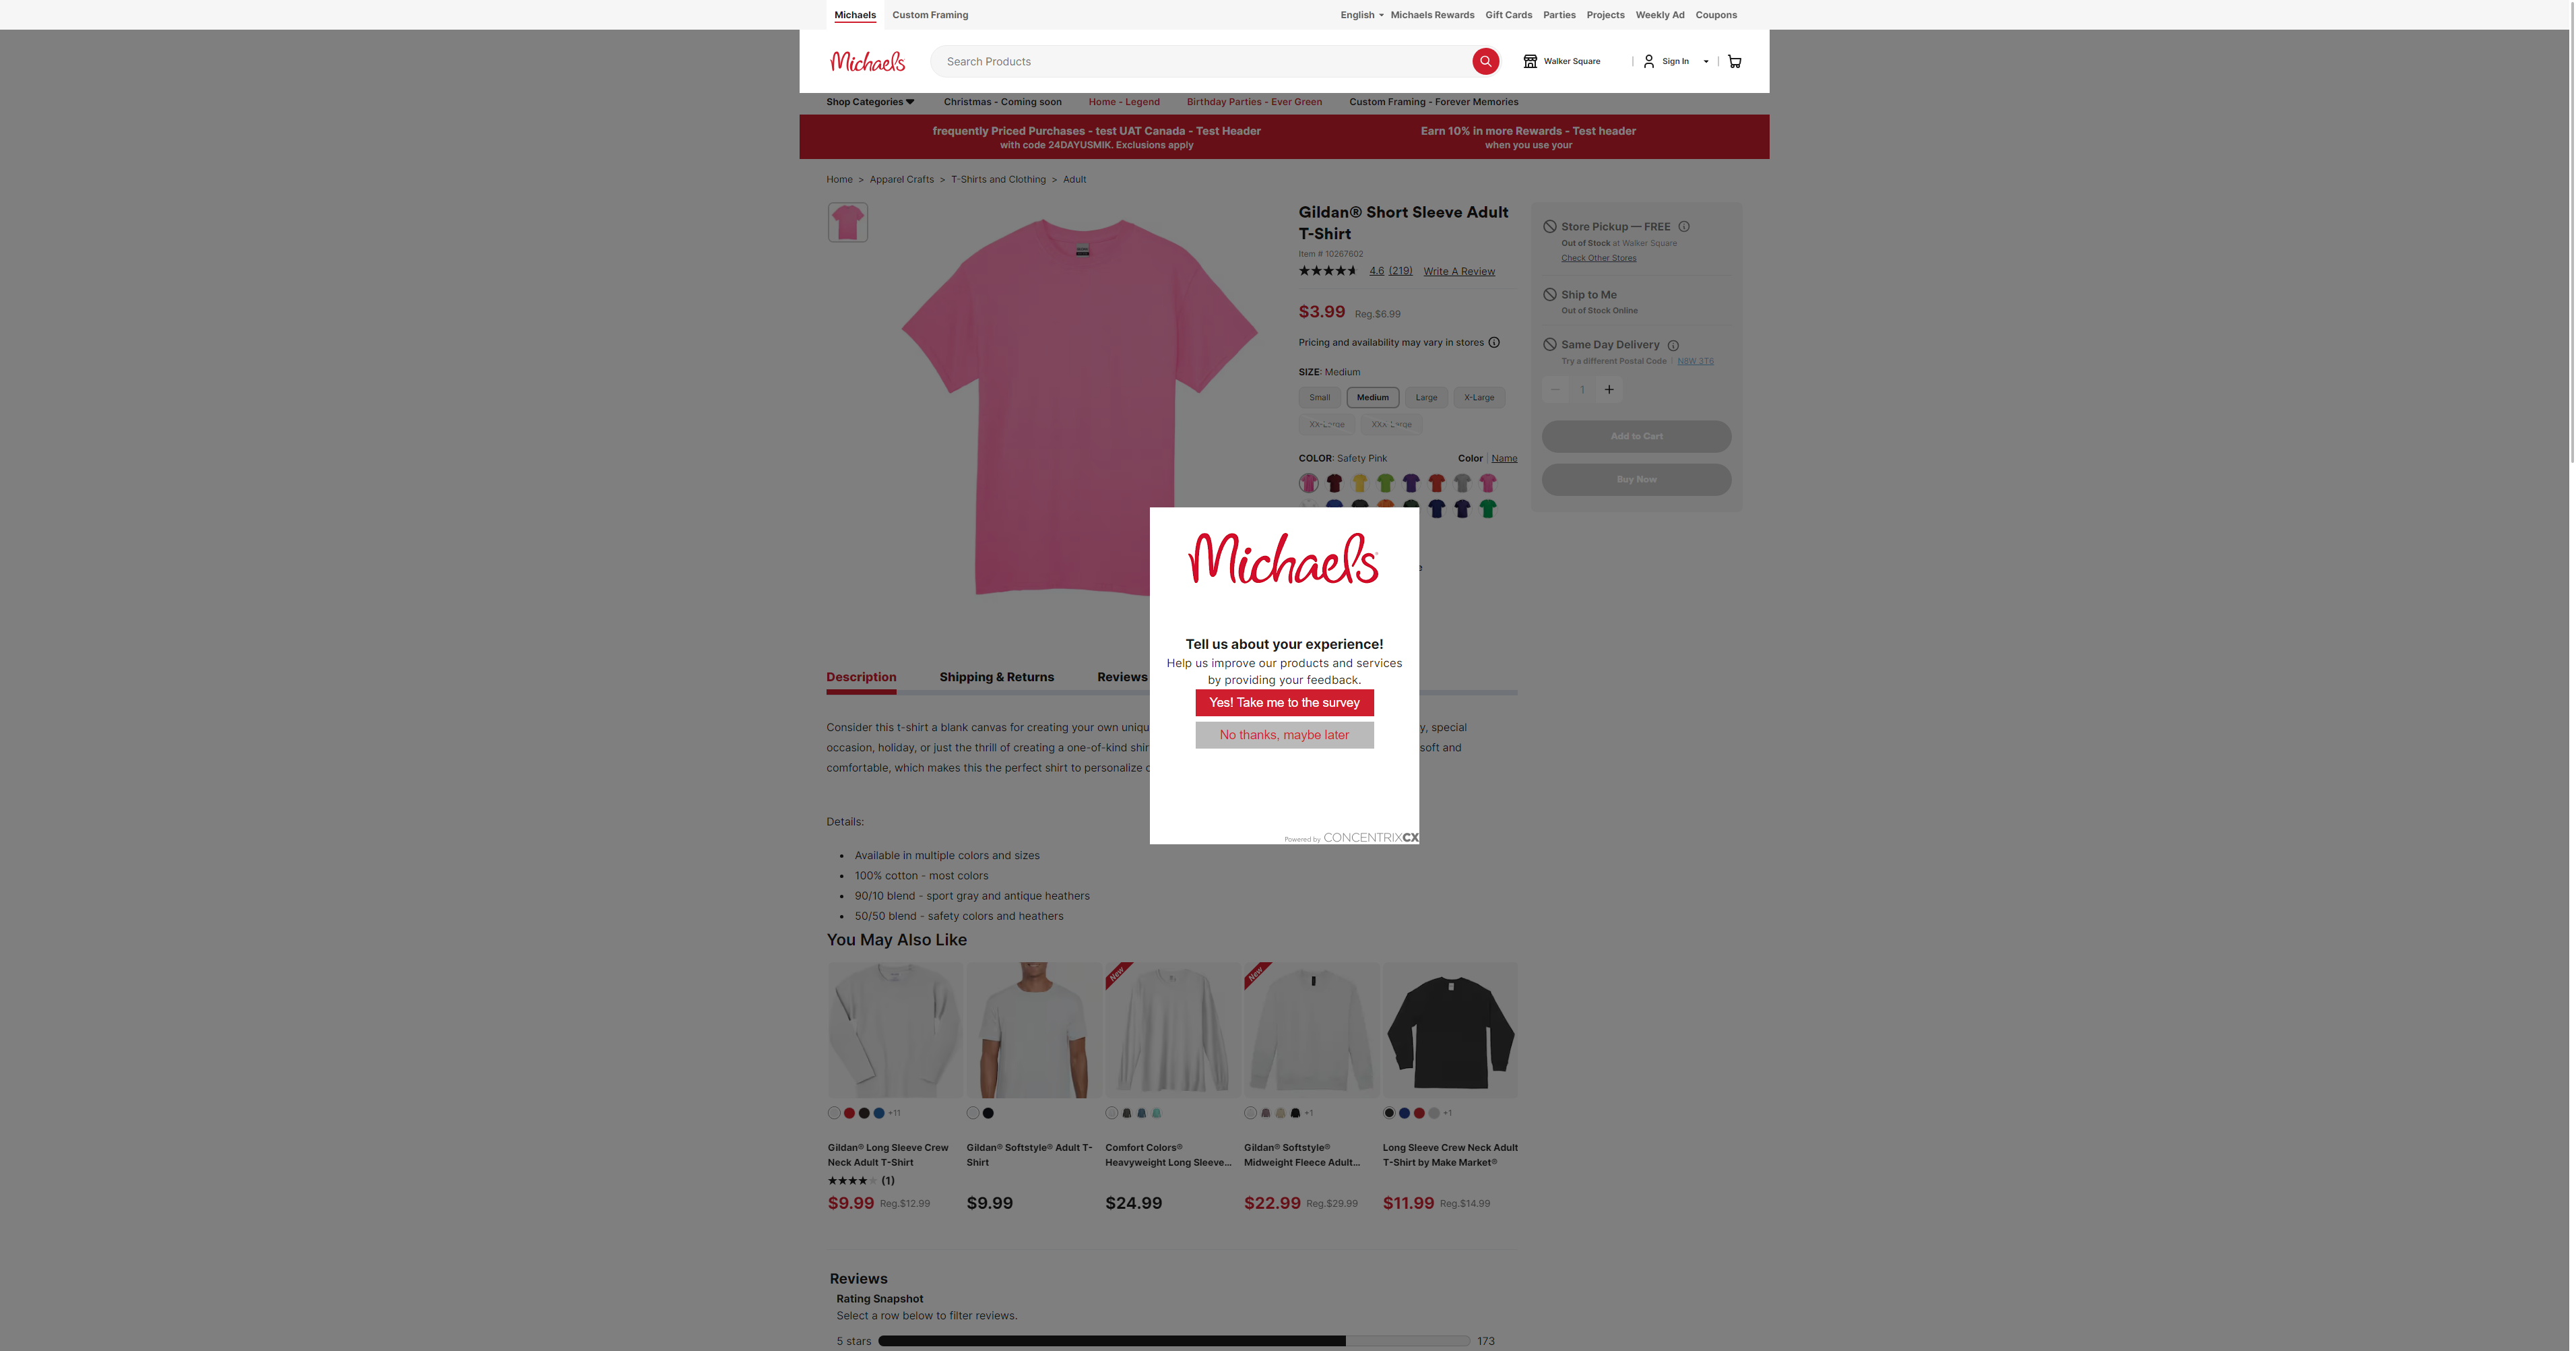 Michaels
Custom Framing
English
Michaels Rewards
Gift Cards
Parties
Projects
Weekly Ad
Coupons
Michaels
Search Products
Walker Square
Sign In
Shop Categories
Christmas - Coming soon
Home - Legend
Birthday Parties - Ever Green
Custom Framing - Forever Memories
frequently Priced Purchases - test UAT Canada - Test Header
with code 24DAYUSMIK. Exclusions apply
Earn 10% in more Rewards - Test header
when you use your
Home > Apparel Crafts > T-Shirts and Clothing > Adult
Gildan® Short Sleeve Adult
T-Shirt
Item # 10267602
4.6 (219) Write A Review
$3.99 Reg.$6.99
Pricing and availability may vary in stores
SIZE: Medium
Small
Medium
Large
X-Large
XX-Large
XXX-Large
COLOR: Safety Pink
Color | Name
Store Pickup — FREE
Out of Stock at Walker Square
Check Other Stores
Ship to Me
Out of Stock Online
Same Day Delivery
Try a different Postal Code | N8W 3T6
1
Add to Cart
Buy Now
Michaels
Tell us about your experience!
Help us improve our products and services
by providing your feedback.
Yes! Take me to the survey
No thanks, maybe later
Powered by CONCENTRIXCX
Description
Shipping & Returns
Reviews
Consider this t-shirt a blank canvas for creating your own uniqu
y, special
occasion, holiday, or just the thrill of creating a one-of-kind shir
soft and
comfortable, which makes this the perfect shirt to personalize
Details:
Available in multiple colors and sizes
100% cotton - most colors
90/10 blend - sport gray and antique heathers
50/50 blend - safety colors and heathers
You May Also Like
New
New
+11
+1
+1
Gildan® Long Sleeve Crew
Neck Adult T-Shirt
(1)
$9.99 Reg.$12.99
Gildan® Softstyle® Adult T-
Shirt
$9.99
Comfort Colors®
Heavyweight Long Sleeve...
$24.99
Gildan® Softstyle®
Midweight Fleece Adult...
$22.99 Reg.$29.99
Long Sleeve Crew Neck Adult
T-Shirt by Make Market®
$11.99 Reg.$14.99
Reviews
Rating Snapshot
Select a row below to filter reviews.
5 stars
173